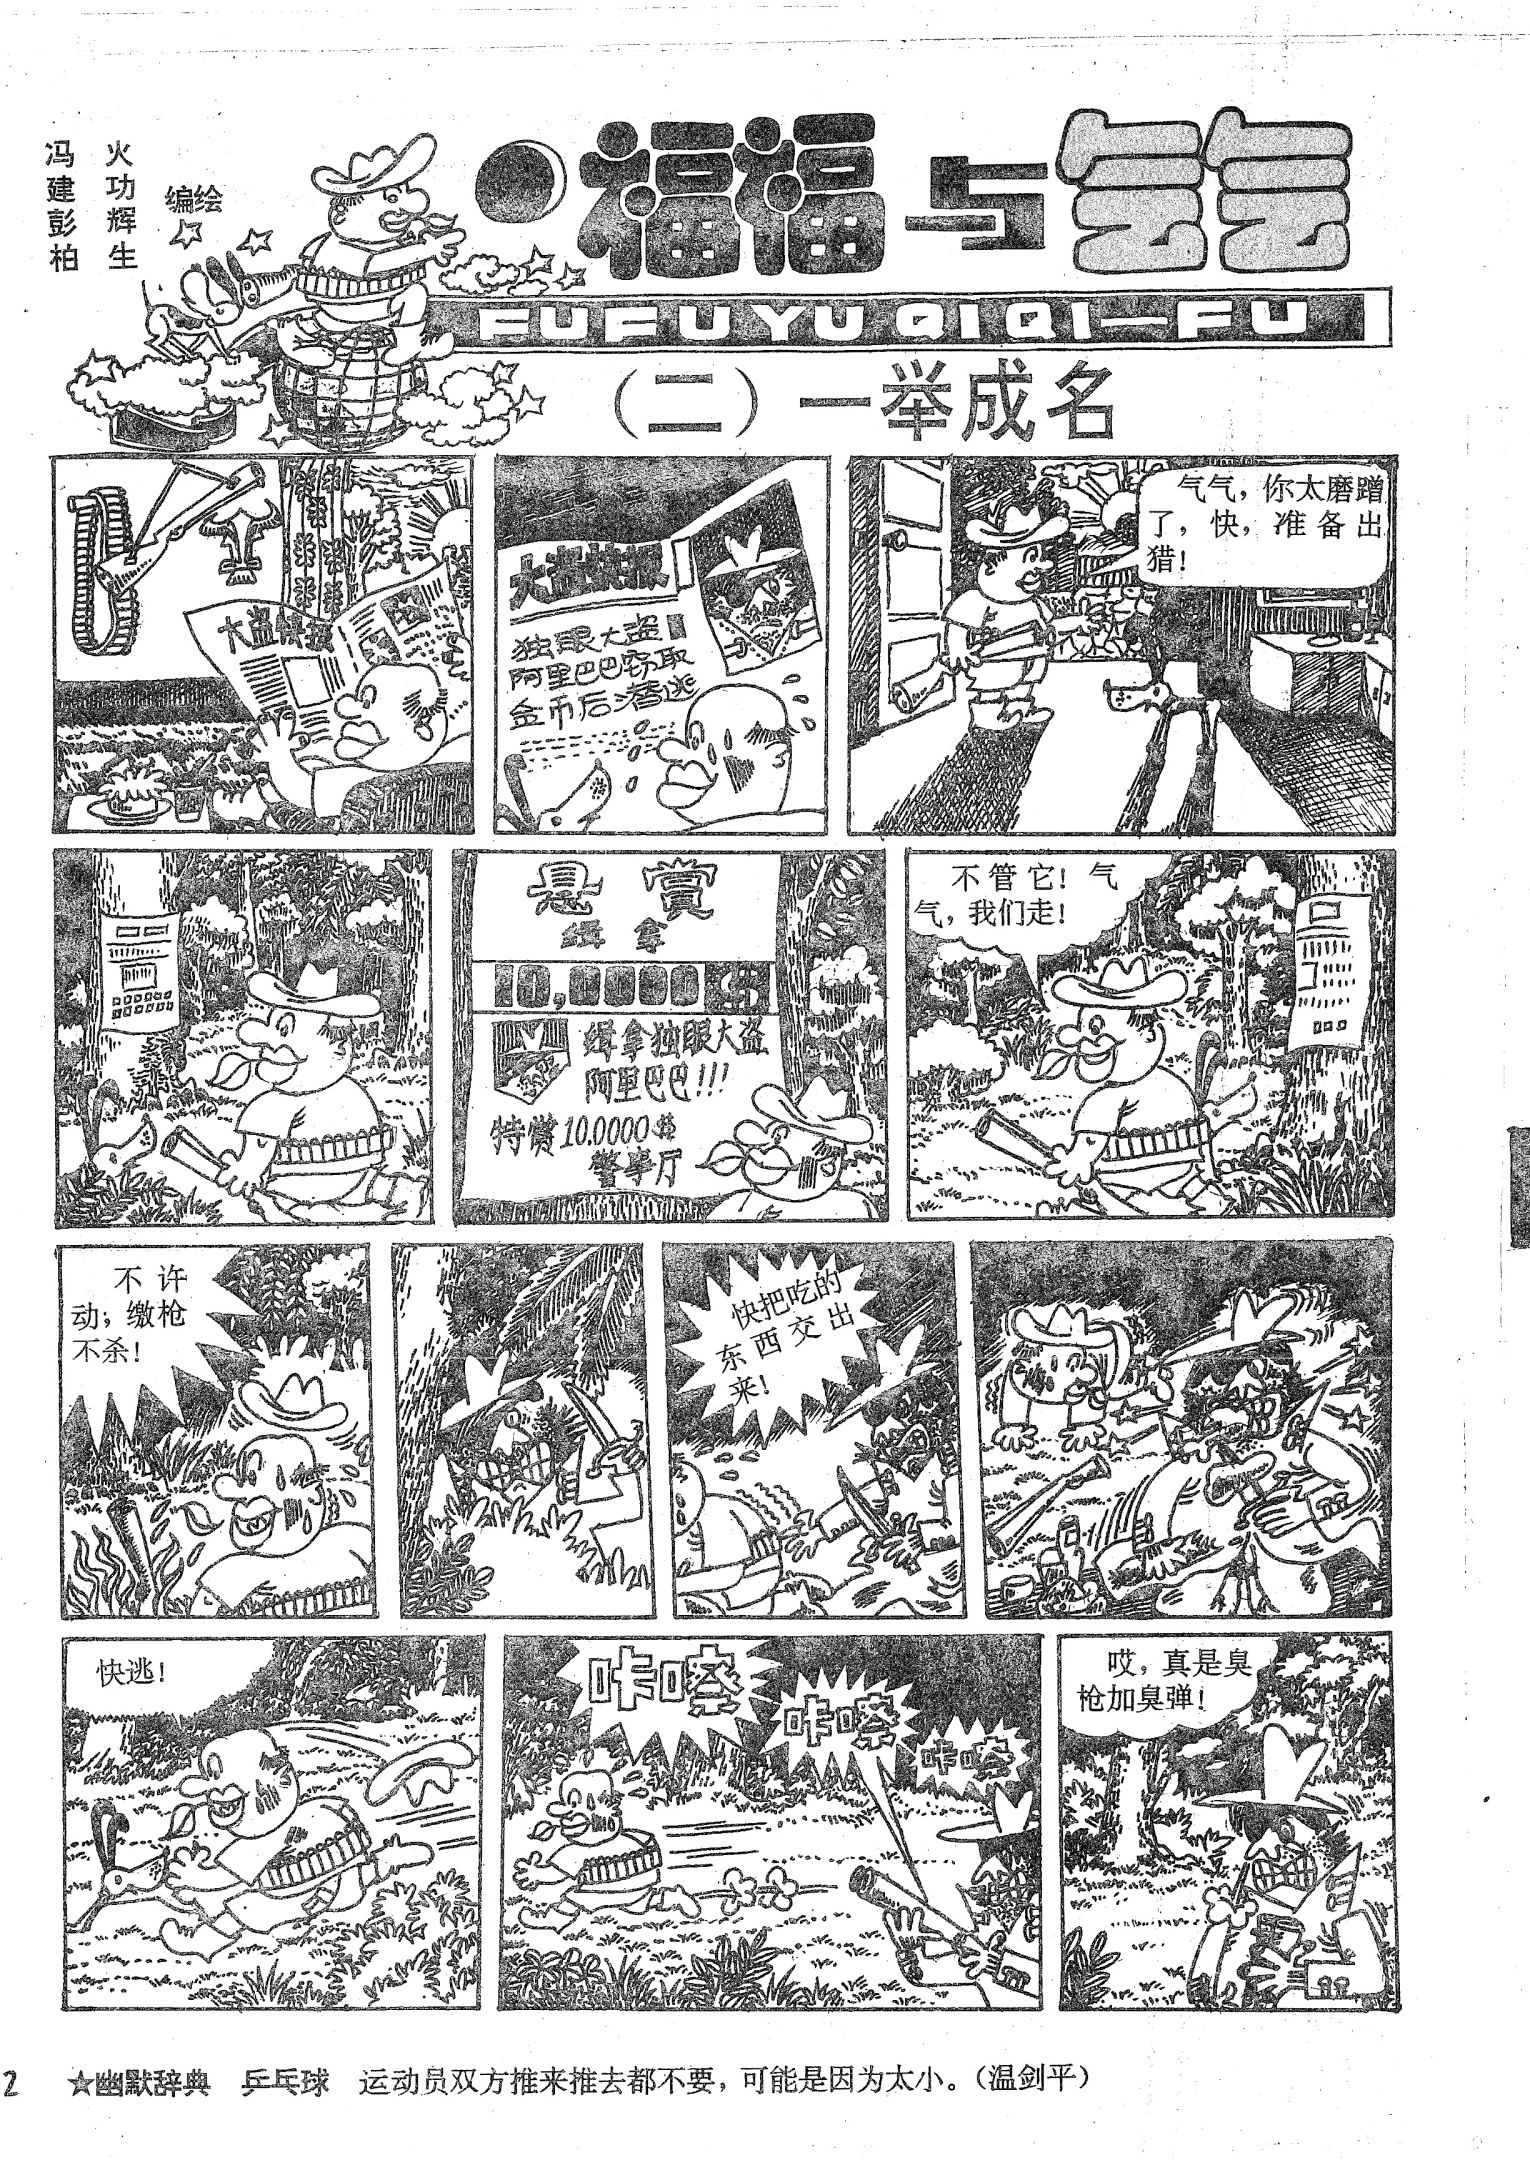 冯建彭柏
火功辉生
编绘
福福与气气
FUFUYUQIQI—FU
(二)一举成名
大盗快报
大盗快报
独眼大盗
阿里巴巴窃取
金币后潜逃
气气,你太磨蹭
了,快,准备出
猎!
悬赏
缉拿
10,0000$
缉拿独眼大盗
阿里巴巴!!!
特赏10.0000$
警事厅
不管它!气
气,我们走!
不许
动;缴枪
不杀!
快把吃的
东西交出
来!
快逃!
咔嚓
咔嚓
咔嚓
哎,真是臭
枪加臭弹!
2
☆幽默辞典 乒乓球 运动员双方推来推去都不要,可能是因为太小。(温剑平)